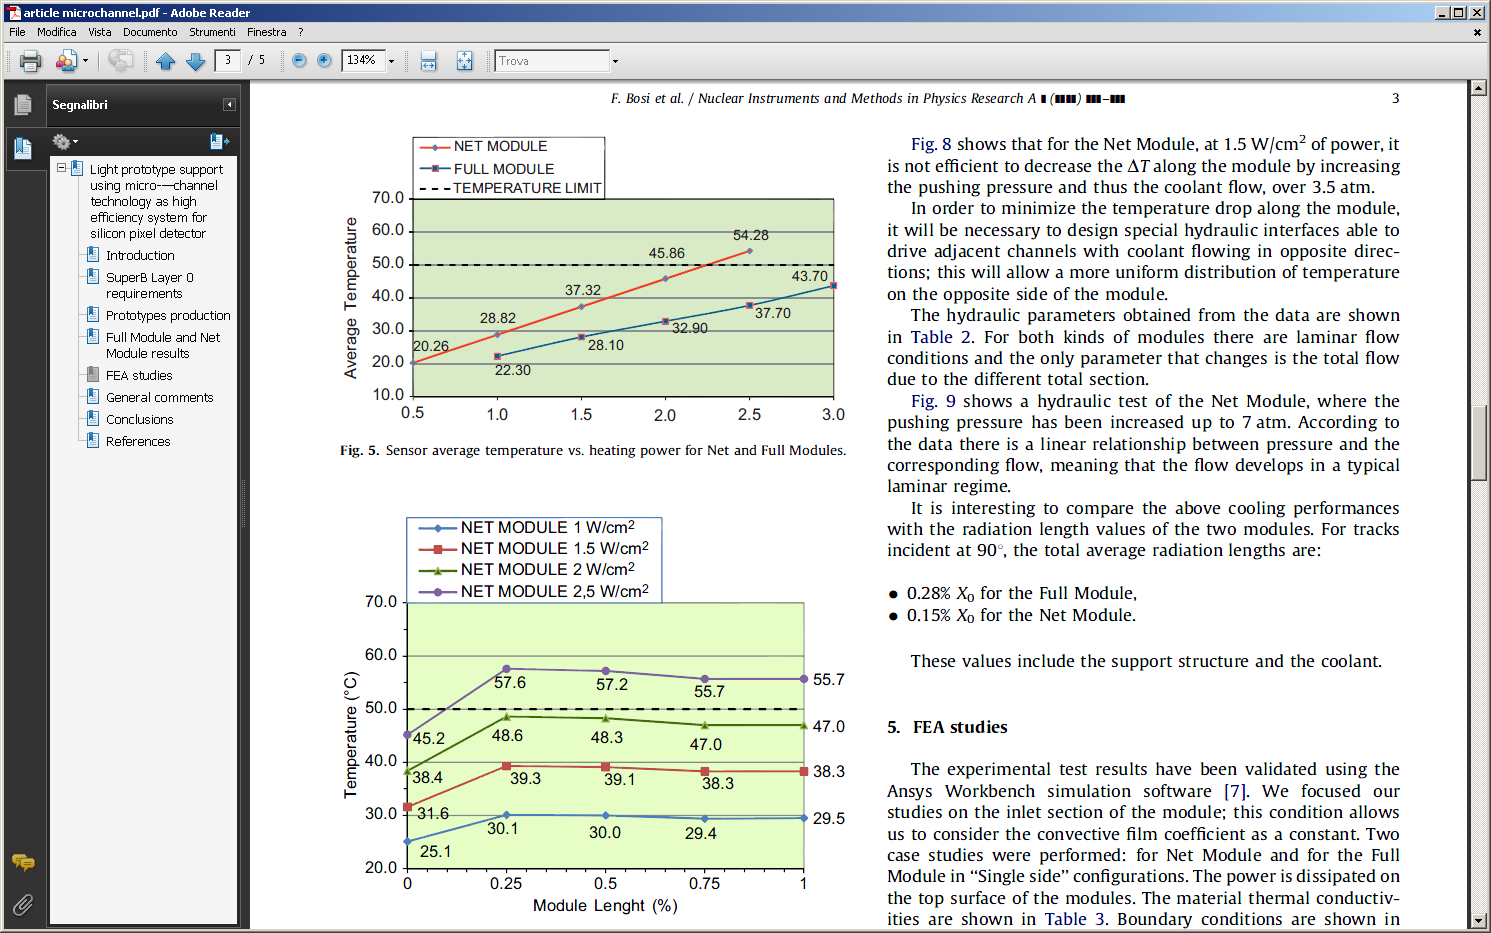 article microchannel.pdf - Adobe Reader
File Modifica Vista Documento Strumenti Finestra ?
3 / 5 134% Trova
Segnalibri
Light prototype support
using micro-—channel
technology as high
efficiency system for
silicon pixel detector
Introduction
SuperB Layer 0
requirements
Prototypes production
Full Module and Net
Module results
FEA studies
General comments
Conclusions
References
F. Bosi et al. / Nuclear Instruments and Methods in Physics Research A ▮ (▮▮▮▮) ▮▮▮–▮▮▮
3
NET MODULE
FULL MODULE
TEMPERATURE LIMIT
Average Temperature
70.0
60.0
50.0
40.0
30.0
20.0
10.0
54.28
45.86
43.70
37.32
28.82
37.70
32.90
20.26
28.10
22.30
0.5 1.0 1.5 2.0 2.5 3.0
Fig. 5. Sensor average temperature vs. heating power for Net and Full Modules.
NET MODULE 1 W/cm²
NET MODULE 1.5 W/cm²
NET MODULE 2 W/cm²
NET MODULE 2,5 W/cm²
Temperature (°C)
70.0
60.0
50.0
40.0
30.0
20.0
57.6 57.2 55.7 55.7
45.2 48.6 48.3 47.0 47.0
38.4 39.3 39.1 38.3 38.3
31.6
30.1 30.0 29.4 29.5
25.1
0 0.25 0.5 0.75 1
Module Lenght (%)
Fig. 8 shows that for the Net Module, at 1.5 W/cm² of power, it
is not efficient to decrease the ΔT along the module by increasing
the pushing pressure and thus the coolant flow, over 3.5 atm.
In order to minimize the temperature drop along the module,
it will be necessary to design special hydraulic interfaces able to
drive adjacent channels with coolant flowing in opposite direc-
tions; this will allow a more uniform distribution of temperature
on the opposite side of the module.
The hydraulic parameters obtained from the data are shown
in Table 2. For both kinds of modules there are laminar flow
conditions and the only parameter that changes is the total flow
due to the different total section.
Fig. 9 shows a hydraulic test of the Net Module, where the
pushing pressure has been increased up to 7 atm. According to
the data there is a linear relationship between pressure and the
corresponding flow, meaning that the flow develops in a typical
laminar regime.
It is interesting to compare the above cooling performances
with the radiation length values of the two modules. For tracks
incident at 90°, the total average radiation lengths are:
● 0.28% X₀ for the Full Module,
● 0.15% X₀ for the Net Module.
These values include the support structure and the coolant.
5. FEA studies
The experimental test results have been validated using the
Ansys Workbench simulation software [7]. We focused our
studies on the inlet section of the module; this condition allows
us to consider the convective film coefficient as a constant. Two
case studies were performed: for Net Module and for the Full
Module in “Single side” configurations. The power is dissipated on
the top surface of the modules. The material thermal conductiv-
ities are shown in Table 3. Boundary conditions are shown in